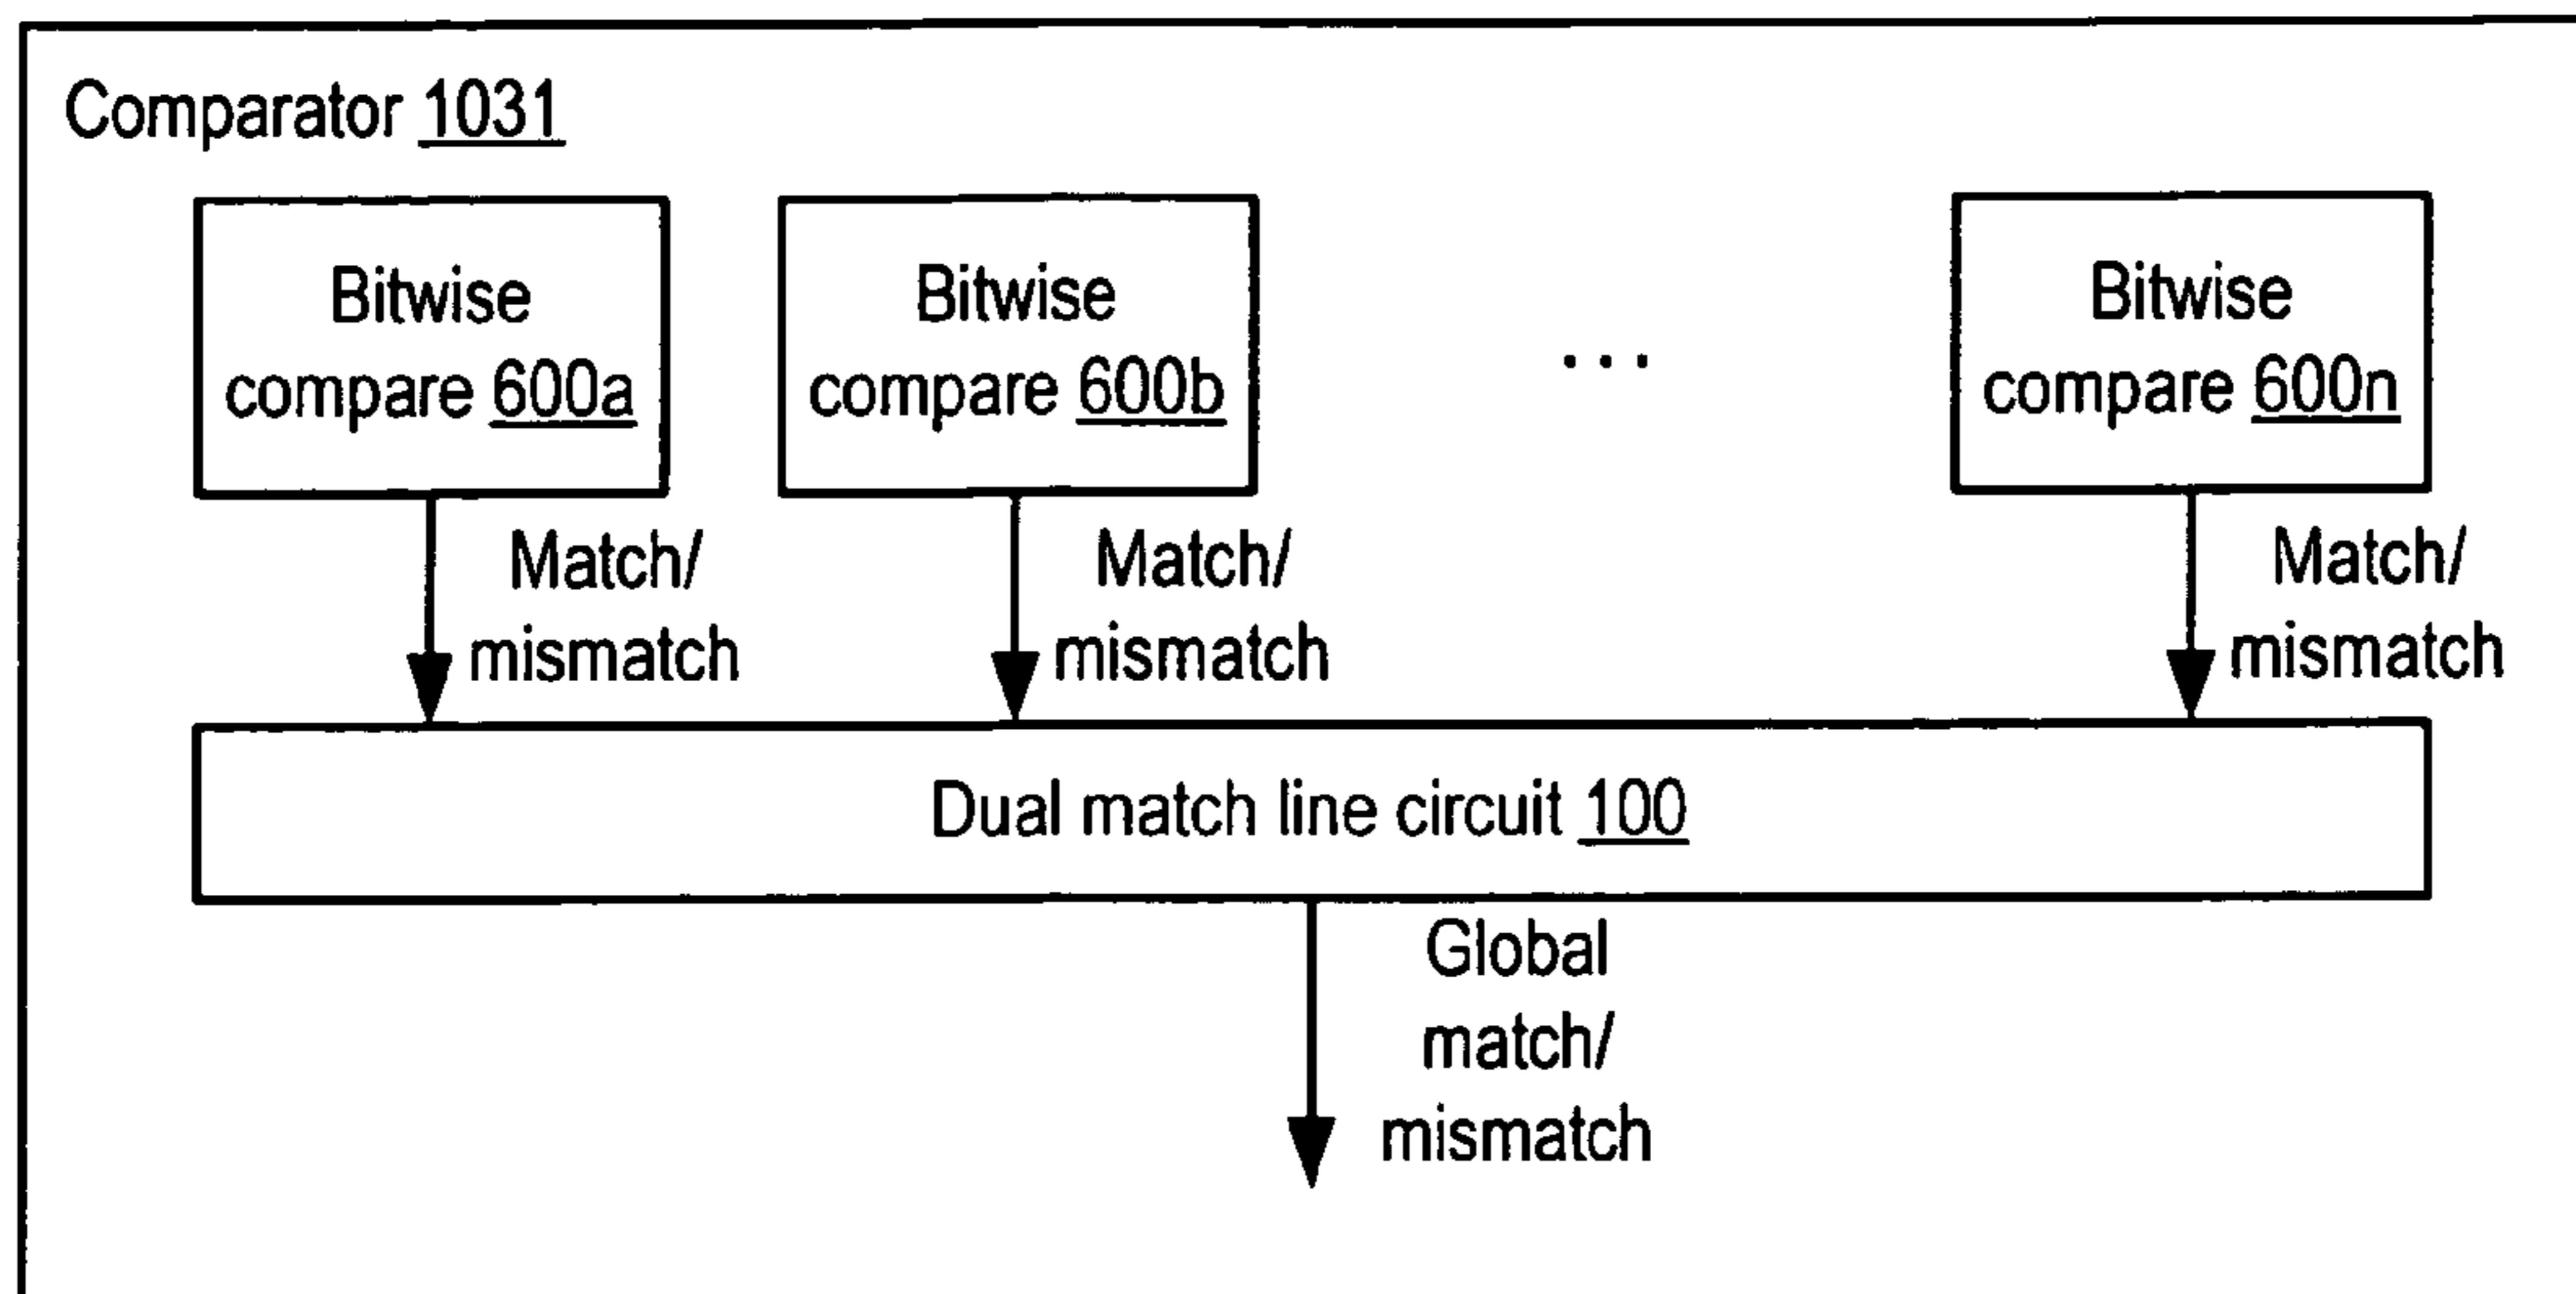 Comparator 1031
Bitwise
compare 600a
Bitwise
compare 600b
...
Bitwise
compare 600n
Match/
mismatch
Match/
mismatch
Match/
mismatch
Dual match line circuit 100
Global
match/
mismatch